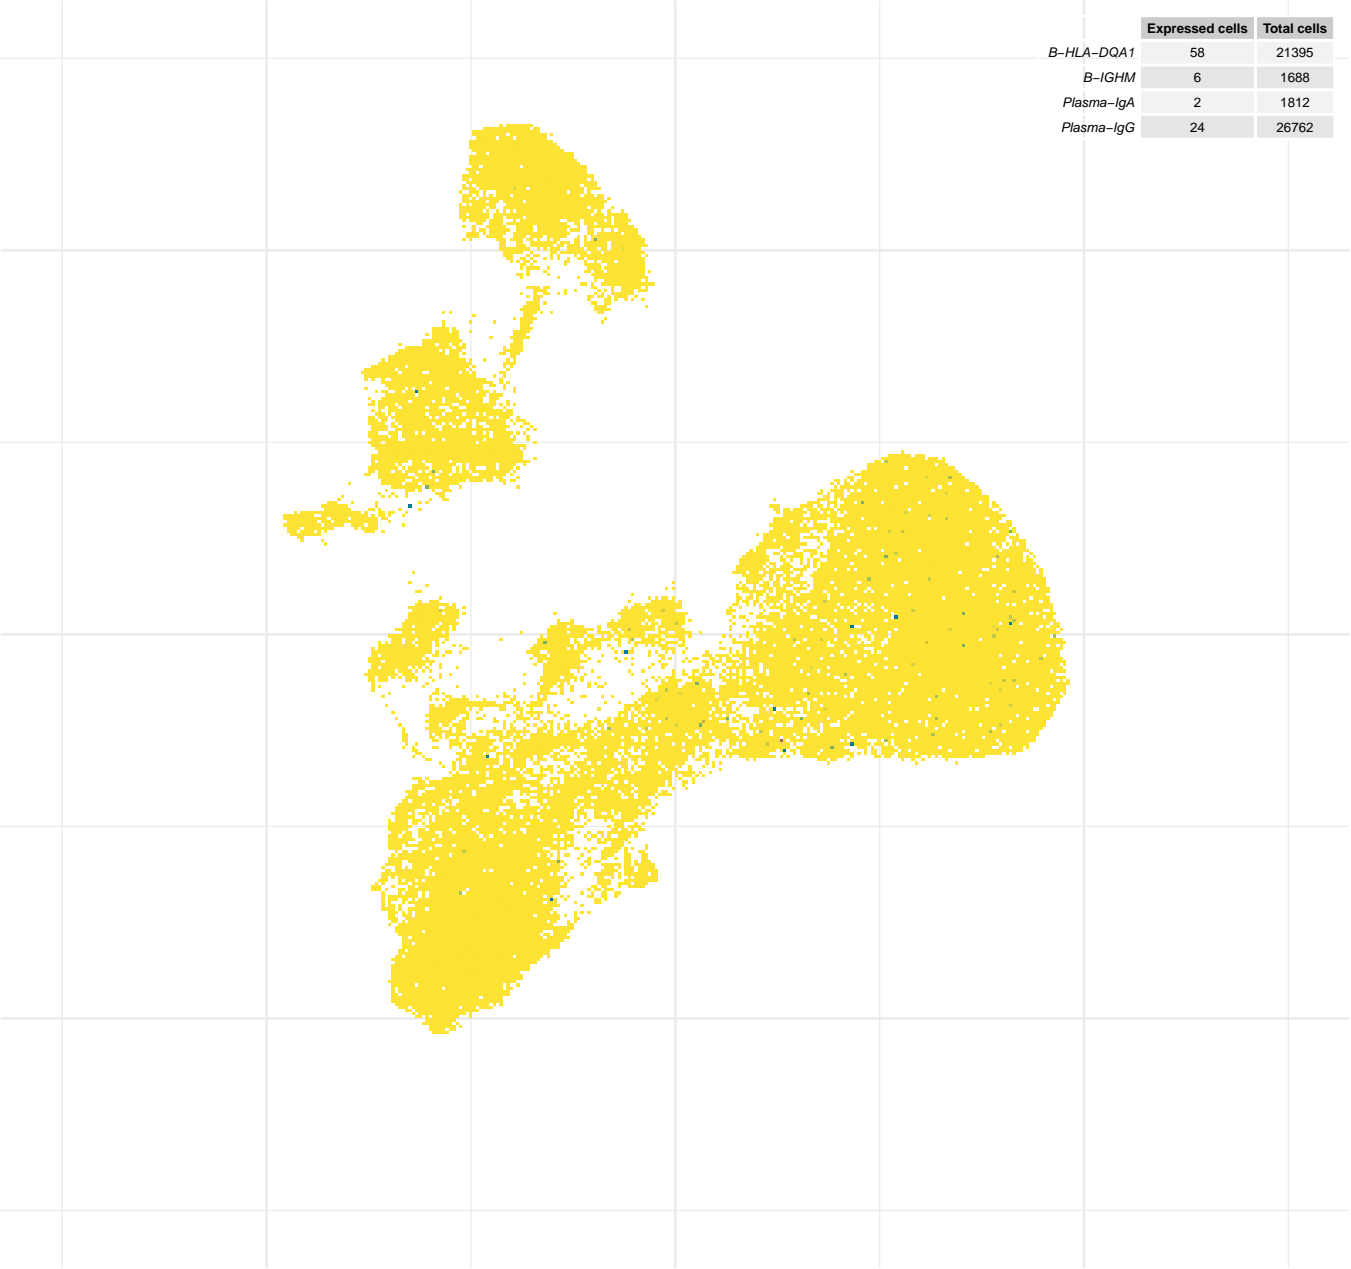 Expressed cells Total cells
B−HLA−DQA1 58 21395
B−IGHM 6 1688
Plasma−IgA 2 1812
Plasma−IgG 24 26762